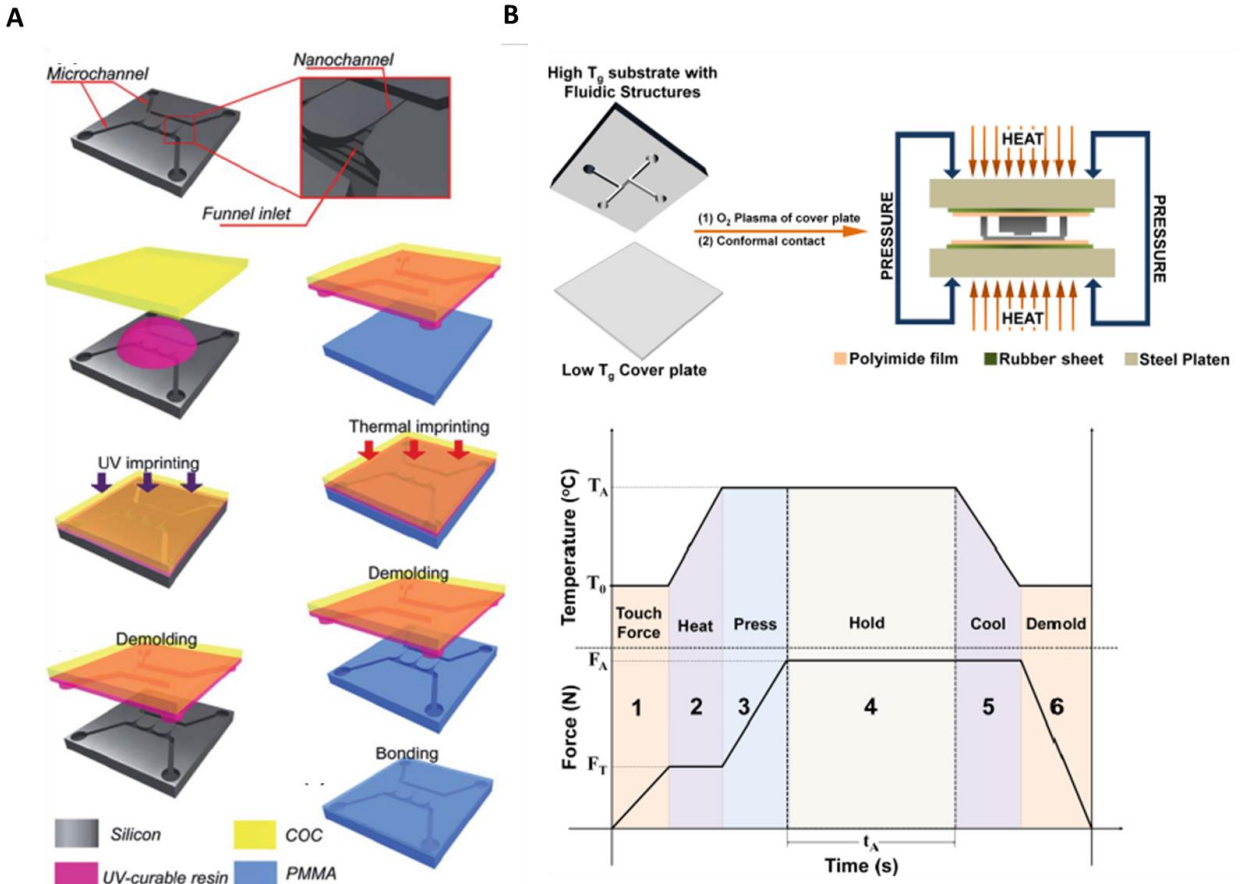 A
Microchannel
Nanochannel
Funnel inlet
UV imprinting
Thermal imprinting
Demolding
Demolding
Bonding
Silicon
COC
UV-curable resin
PMMA
B
High Tg substrate with
Fluidic Structures
(1) O2 Plasma of cover plate
(2) Conformal contact
Low Tg Cover plate
HEAT
PRESSURE
PRESSURE
HEAT
Polyimide film
Rubber sheet
Steel Platen
Temperature (°C)
TA
T0
Touch
Force
Heat
Press
Hold
Cool
Demold
Force (N)
FA
FT
1
2
3
4
5
6
tA
Time (s)